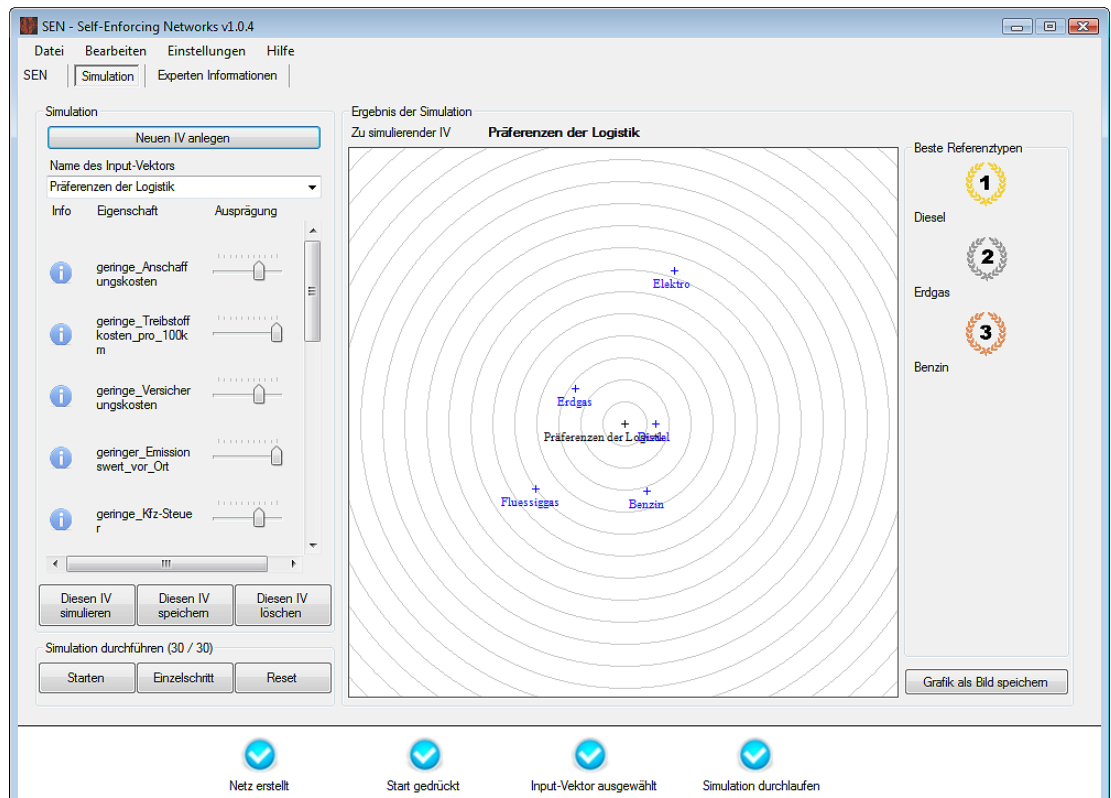 SEN - Self-Enforcing Networks v1.0.4
Datei Bearbeiten Einstellungen Hilfe
SEN Simulation Experten Informationen
Simulation
Neuen IV anlegen
Name des Input-Vektors
Präferenzen der Logistik
Info Eigenschaft Ausprägung
geringe_Anschaff
ungskosten
geringe_Treibstoff
kosten_pro_100k
m
geringe_Versicher
ungskosten
geringer_Emission
swert_vor_Ort
geringe_Kfz-Steue
r
Diesen IV
simulieren
Diesen IV
speichern
Diesen IV
löschen
Simulation durchführen (30 / 30)
Starten Einzelschritt Reset
Ergebnis der Simulation
Zu simulierender IV Präferenzen der Logistik
Elektro
Erdgas
Präferenzen der Logistik
Diesel
Fluessiggas
Benzin
Beste Referenztypen
1
Diesel
2
Erdgas
3
Benzin
Grafik als Bild speichern
Netz erstellt
Start gedrückt
Input-Vektor ausgewählt
Simulation durchlaufen